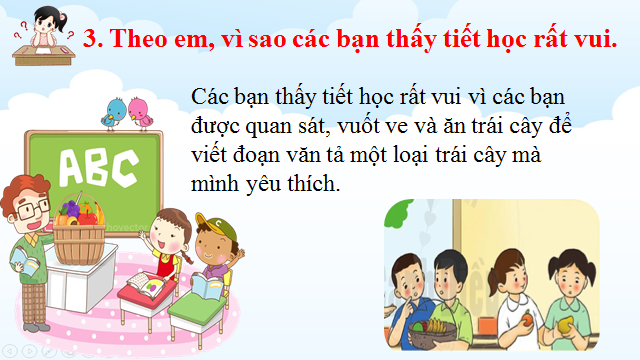 3. Theo em, vì sao các bạn thấy tiết học rất vui.
Các bạn thấy tiết học rất vui vì các bạn
được quan sát, vuốt ve và ăn trái cây để
viết đoạn văn tả một loại trái cây mà
mình yêu thích.
ABC